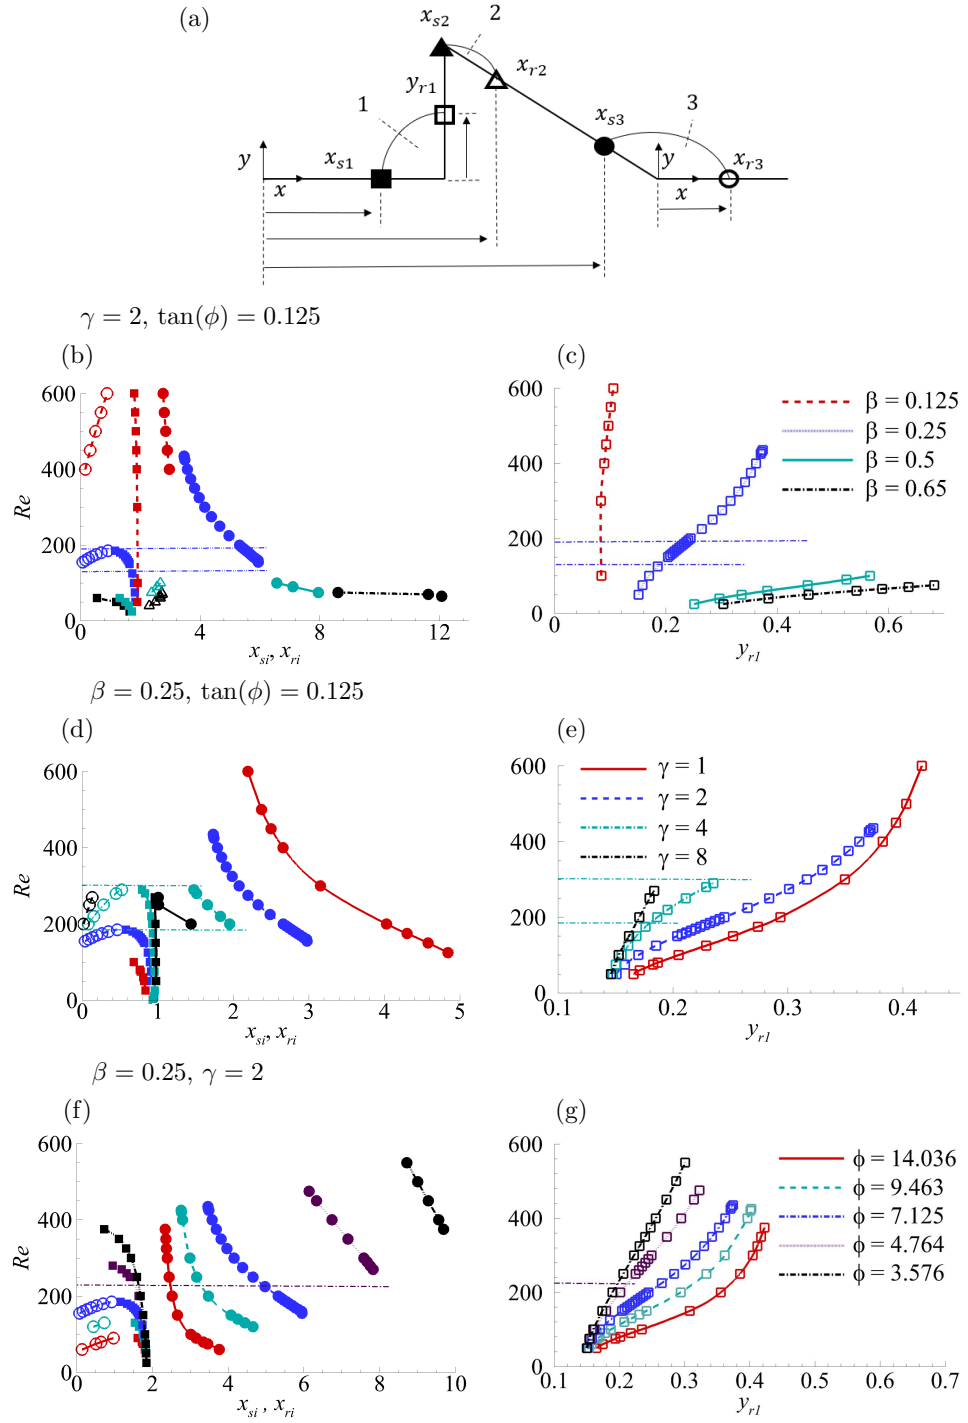 (a)
x_{s2}
2
y_{r1}
x_{r2}
1
x_{s3}
3
y
x_{s1}
y
x_{r3}
x
x
γ = 2, tan(ϕ) = 0.125
(b)
(c)
600
400
200
0
Re
0
4
8
12
x_{si}, x_{ri}
600
400
200
0
0
0.2
0.4
0.6
y_{r1}
β = 0.125
β = 0.25
β = 0.5
β = 0.65
β = 0.25, tan(ϕ) = 0.125
(d)
(e)
600
400
200
0
Re
0
1
2
3
4
5
x_{si}, x_{ri}
600
400
200
0
0.1
0.2
0.3
0.4
y_{r1}
γ = 1
γ = 2
γ = 4
γ = 8
β = 0.25, γ = 2
(f)
(g)
600
400
200
0
Re
0
2
4
6
8
10
x_{si} , x_{ri}
600
400
200
0
0.1
0.2
0.3
0.4
0.5
0.6
0.7
y_{r1}
ϕ = 14.036
ϕ = 9.463
ϕ = 7.125
ϕ = 4.764
ϕ = 3.576